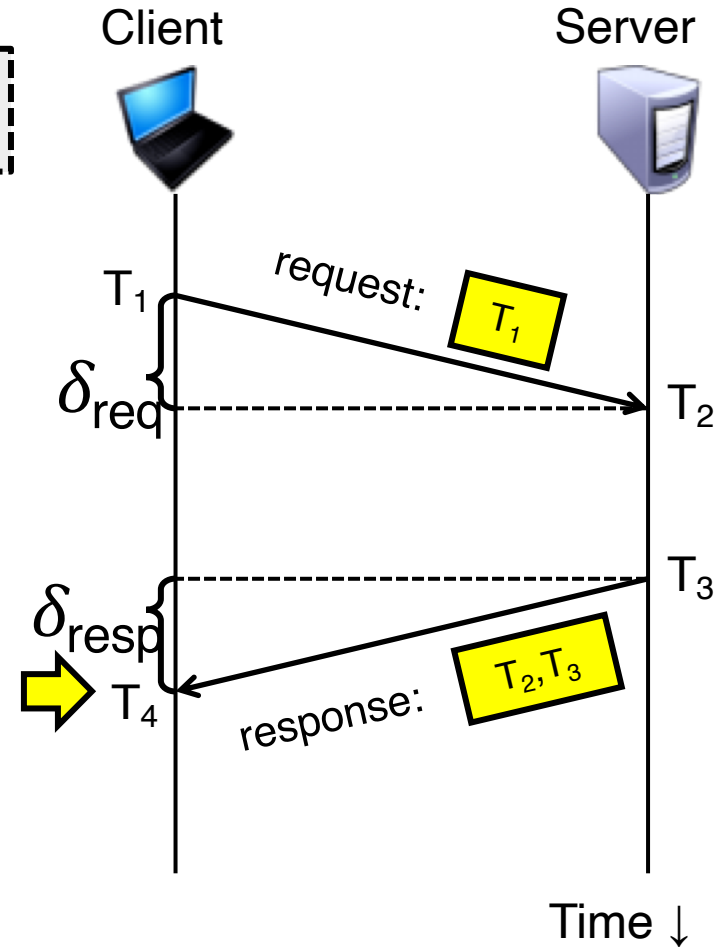 Client
Server
request:
T₁
T₁
δreq
T₂
T₃
δresp
T₂,T₃
T₄
response:
Time ↓